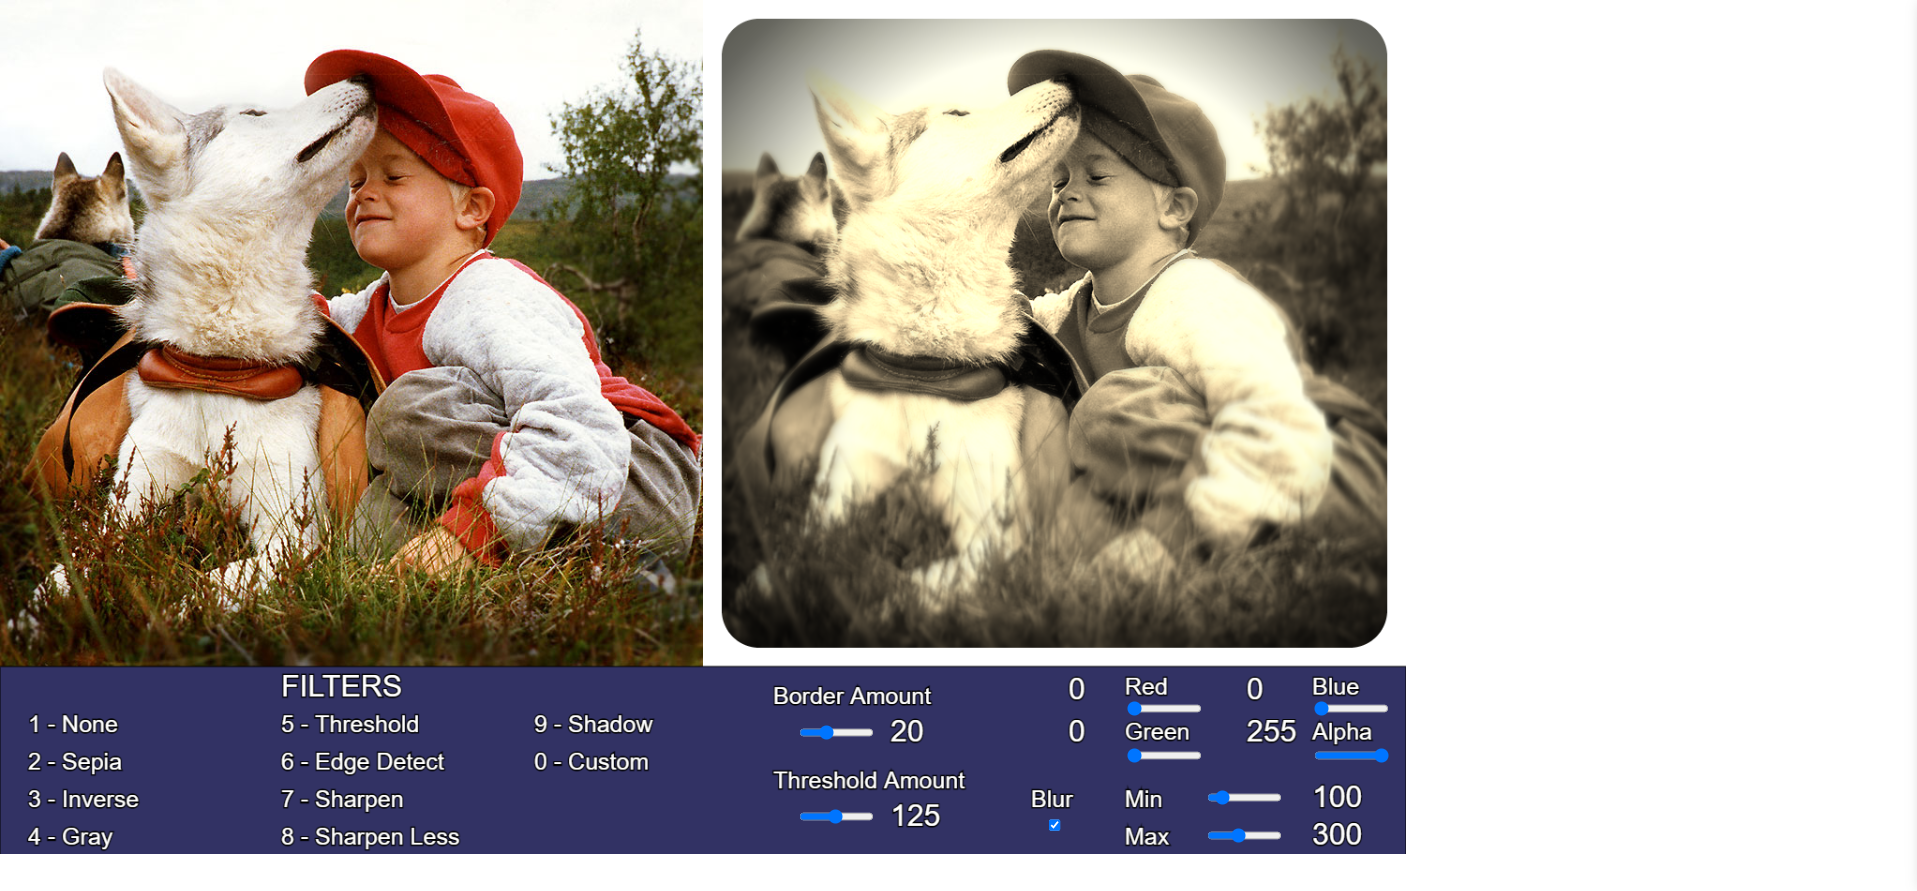 FILTERS
1 - None
2 - Sepia
3 - Inverse
4 - Gray
5 - Threshold
6 - Edge Detect
7 - Sharpen
8 - Sharpen Less
9 - Shadow
0 - Custom
Border Amount
20
Threshold Amount
125
0 Red
0 Blue
0 Green
255 Alpha
Blur
Min 100
Max 300